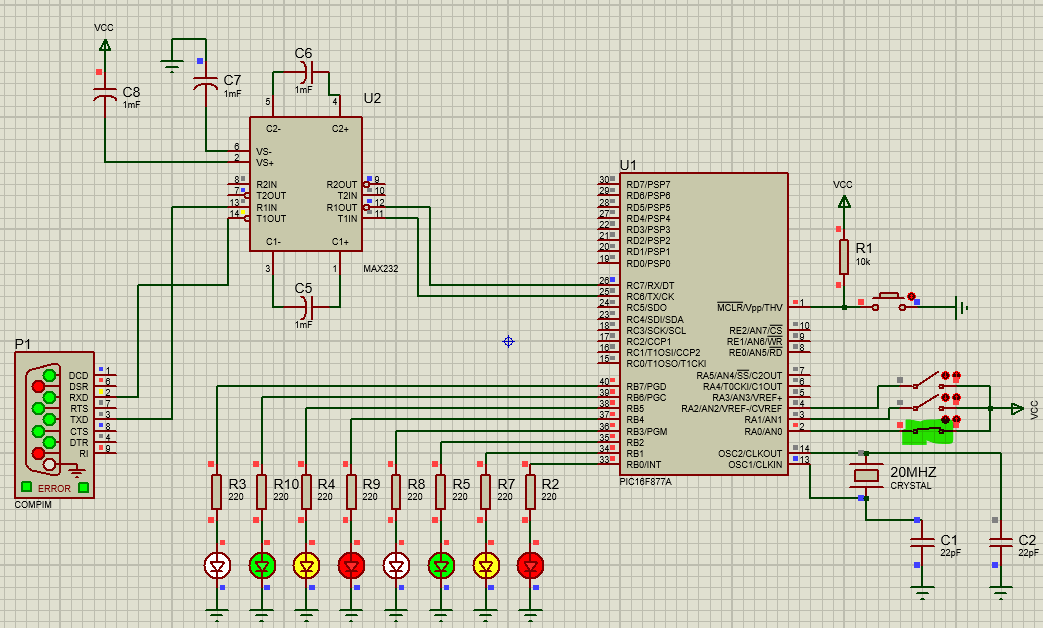 VCC
C8
1mF
C7
1mF
C6
1mF
U2
5
4
C2-
C2+
6
VS-
2
VS+
8
R2IN
R2OUT
9
7
T2OUT
T2IN
10
13
R1IN
R1OUT
12
14
T1OUT
T1IN
11
C1-
C1+
3
1
MAX232
C5
1mF
P1
DCD
1
DSR
6
RXD
2
RTS
7
TXD
3
CTS
8
DTR
4
RI
9
ERROR
COMPIM
U1
30
RD7/PSP7
29
RD6/PSP6
28
RD5/PSP5
27
RD4/PSP4
22
RD3/PSP3
21
RD2/PSP2
20
RD1/PSP1
19
RD0/PSP0
26
RC7/RX/DT
25
RC6/TX/CK
24
RC5/SDO
23
RC4/SDI/SDA
18
RC3/SCK/SCL
17
RC2/CCP1
16
RC1/T1OSI/CCP2
15
RC0/T1OSO/T1CKI
40
RB7/PGD
39
RB6/PGC
38
RB5
37
RB4
36
RB3/PGM
35
RB2
34
RB1
33
RB0/INT
MCLR/Vpp/THV
1
RE2/AN7/CS
10
RE1/AN6/WR
9
RE0/AN5/RD
8
RA5/AN4/SS/C2OUT
7
RA4/T0CKI/C1OUT
6
RA3/AN3/VREF+
5
RA2/AN2/VREF-/CVREF
4
RA1/AN1
3
RA0/AN0
2
OSC2/CLKOUT
14
OSC1/CLKIN
13
PIC16F877A
VCC
R1
10k
VCC
20MHZ
CRYSTAL
C1
22pF
C2
22pF
R3
220
R10
220
R4
220
R9
220
R8
220
R5
220
R7
220
R2
220